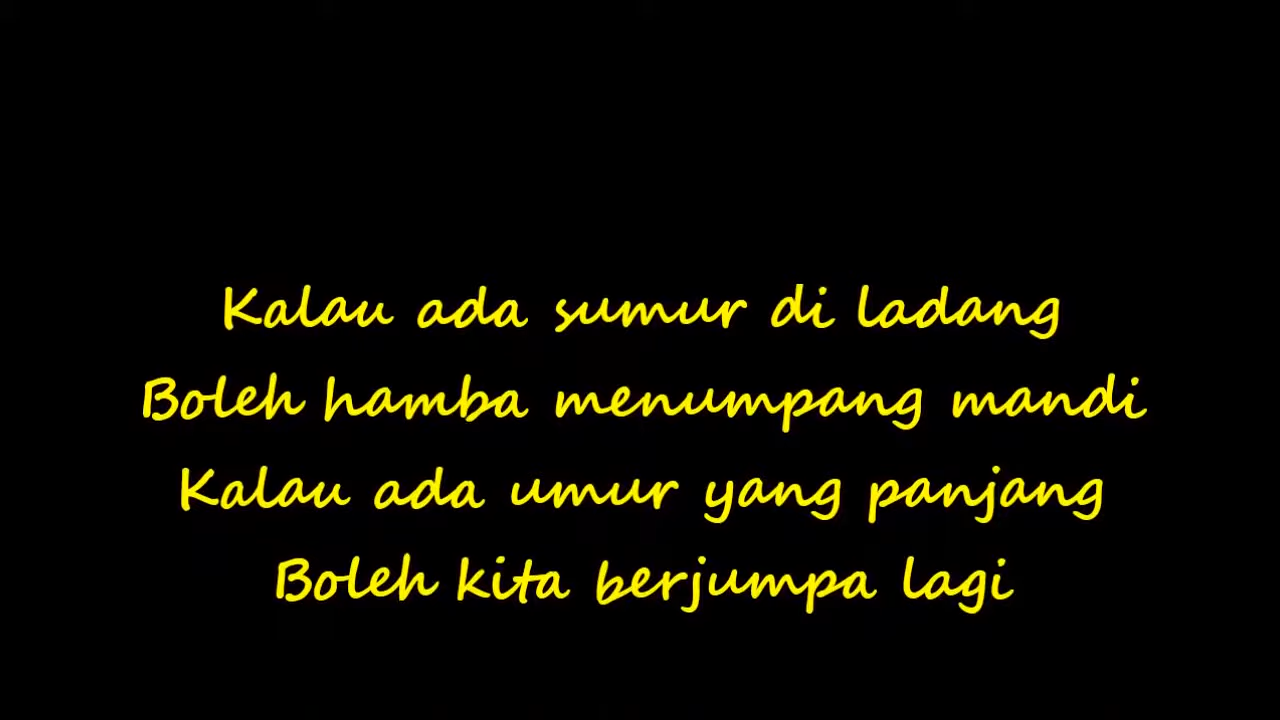 Kalau ada sumur di ladang
Boleh hamba menumpang mandi
Kalau ada umur yang panjang
Boleh kita berjumpa lagi